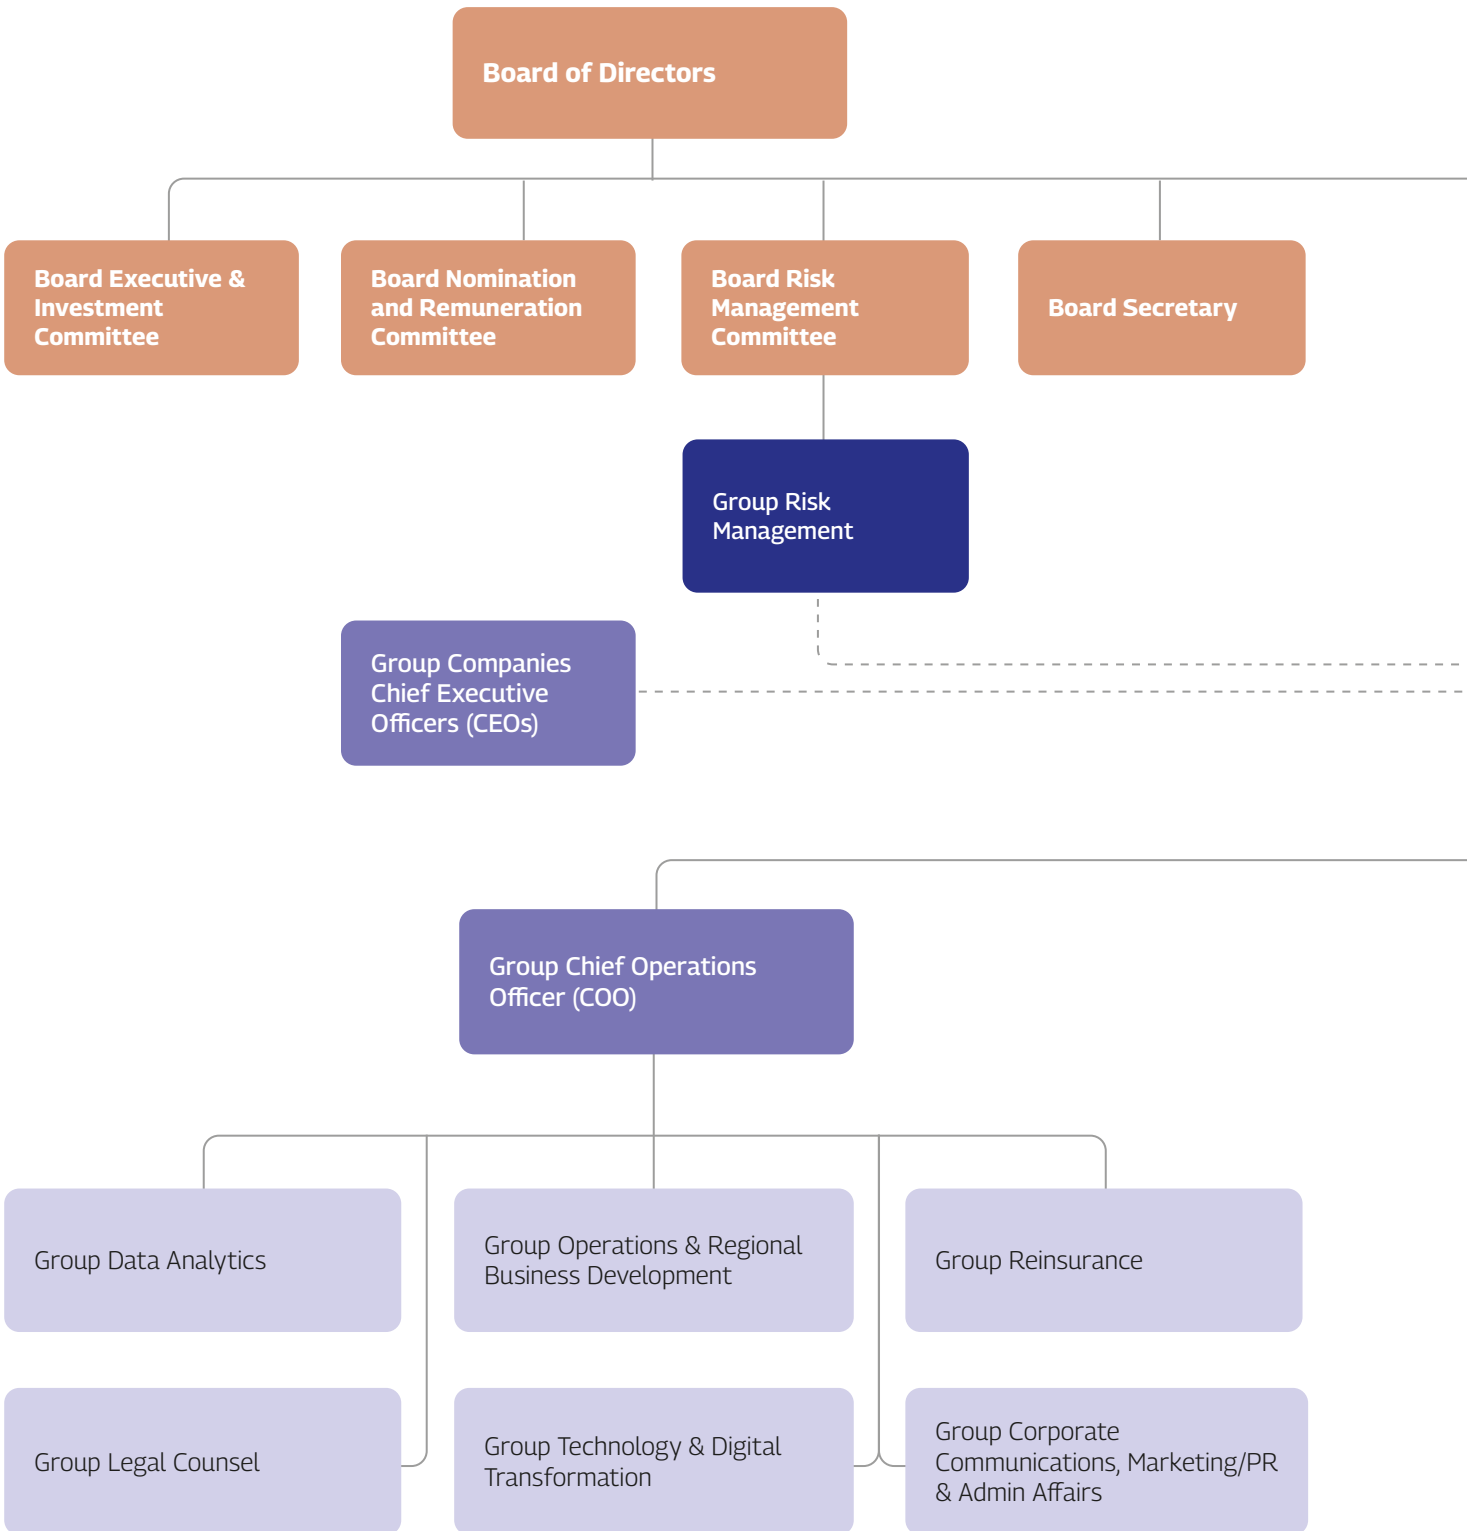 Board of Directors
Board Executive &
Investment
Committee
Board Nomination
and Remuneration
Committee
Board Risk
Management
Committee
Board Secretary
Group Risk
Management
Group Companies
Chief Executive
Officers (CEOs)
Group Chief Operations
Officer (COO)
Group Data Analytics
Group Operations & Regional
Business Development
Group Reinsurance
Group Legal Counsel
Group Technology & Digital
Transformation
Group Corporate
Communications, Marketing/PR
& Admin Affairs